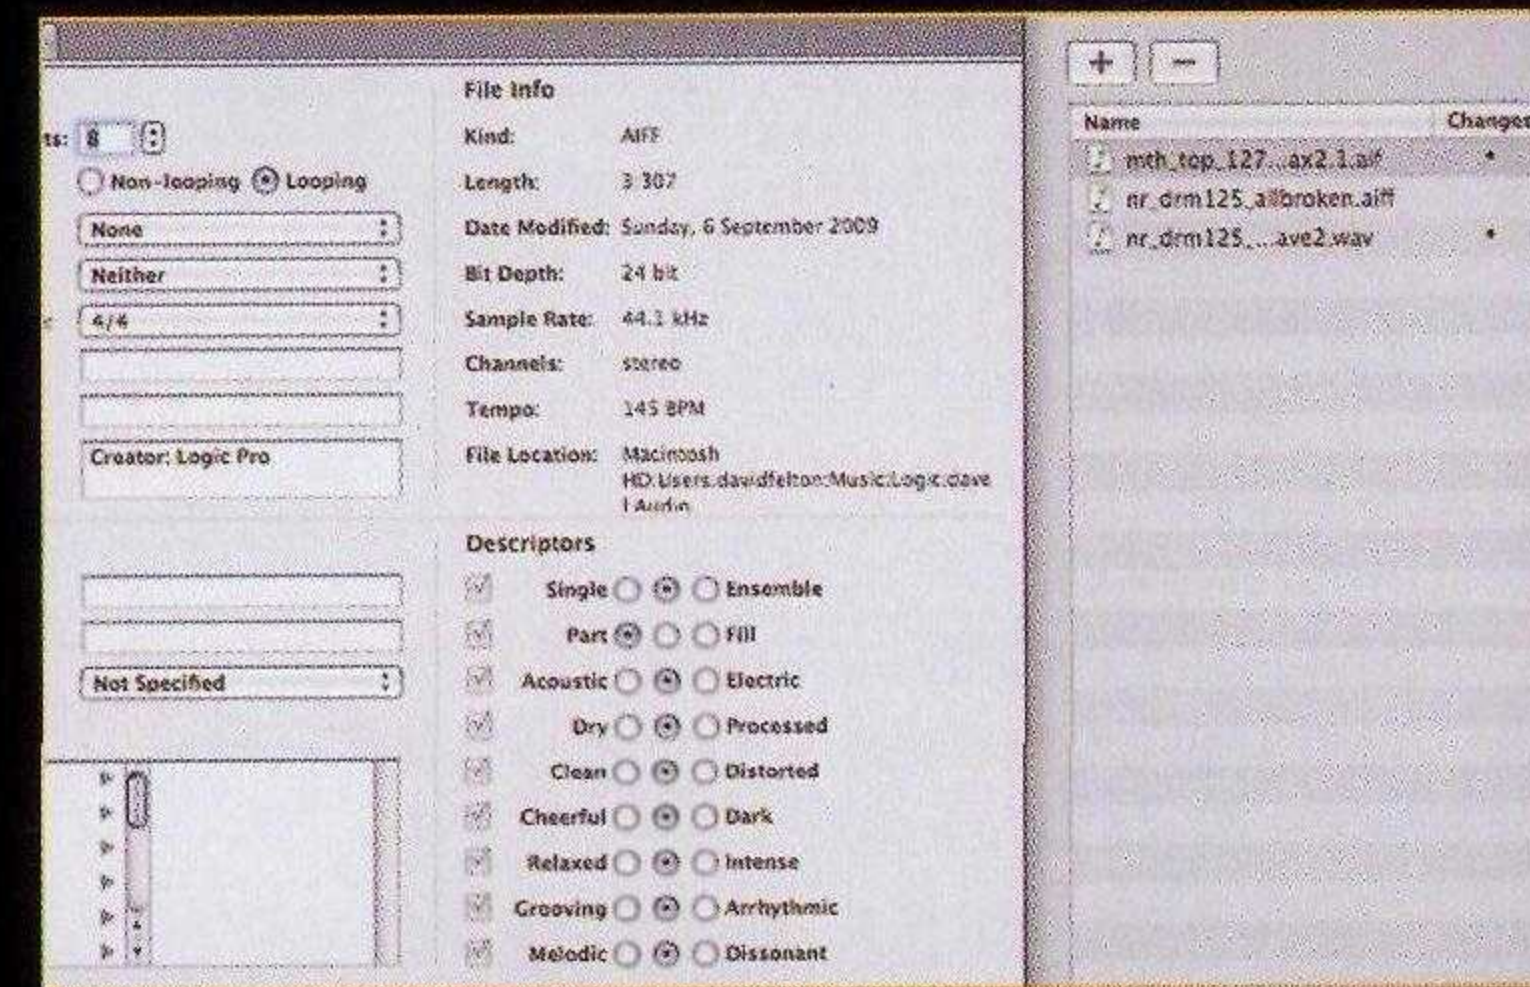 ts: 8
Non-looping Looping
None
Neither
4/4
Creator: Logic Pro
Not Specified
File Info
Kind: AIFF
Length: 3.307
Date Modified: Sunday, 6 September 2009
Bit Depth: 24 bit
Sample Rate: 44.1 kHz
Channels: stereo
Tempo: 145 BPM
File Location: Macintosh
HD:Users:davidfelton:Music:Logic:dave
1 Audio
Descriptors
Single Ensemble
Part Fill
Acoustic Electric
Dry Processed
Clean Distorted
Cheerful Dark
Relaxed Intense
Grooving Arrhythmic
Melodic Dissonant
+ −
Name Changes
mth_top_127...ax2.1.aif *
nr_drm125_allbroken.aiff
nr_drm125_...ave2.wav *